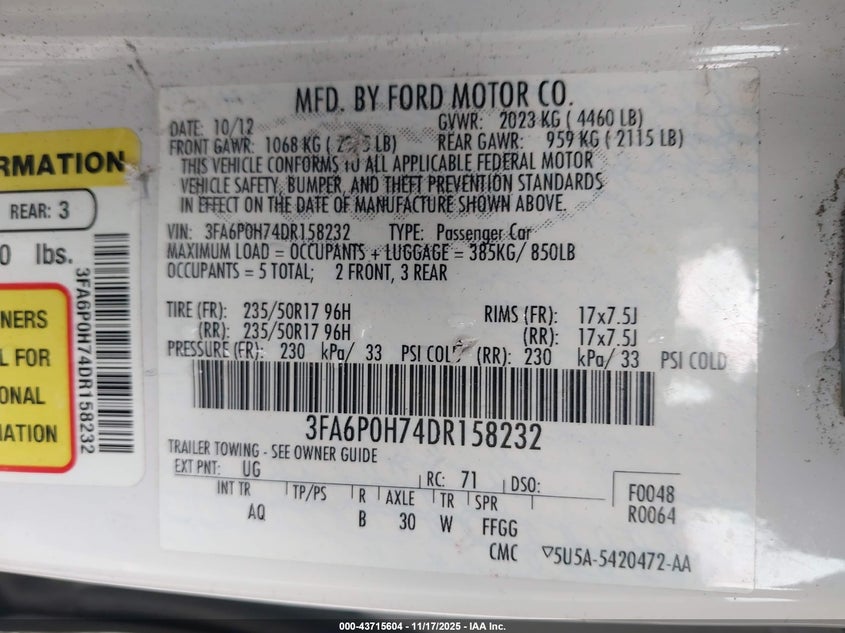 MFD. BY FORD MOTOR CO.
DATE: 10/12 GVWR: 2023 KG ( 4460 LB)
FRONT GAWR: 1068 KG ( LB) REAR GAWR: 959 KG ( 2115 LB)
THIS VEHICLE CONFORMS TO ALL APPLICABLE FEDERAL MOTOR
VEHICLE SAFETY, BUMPER, AND THEFT PREVENTION STANDARDS
IN EFFECT ON THE DATE OF MANUFACTURE SHOWN ABOVE.
VIN: 3FA6P0H74DR158232 TYPE: Passenger Car
MAXIMUM LOAD = OCCUPANTS + LUGGAGE = 385KG/ 850LB
OCCUPANTS = 5 TOTAL; 2 FRONT, 3 REAR
TIRE (FR): 235/50R17 96H RIMS (FR): 17x7.5J
(RR): 235/50R17 96H (RR): 17x7.5J
PRESSURE (FR): 230 kPa/ 33 PSI COLD (RR): 230 kPa/ 33 PSI COLD
3FA6P0H74DR158232
TRAILER TOWING - SEE OWNER GUIDE
EXT PNT: UG RC: 71 DSO:
INT TR TP/PS R AXLE TR SPR
AQ B 30 W FFGG
F0048
R0064
CMC ▽5U5A-5420472-AA
RMATION
REAR: 3
0 lbs.
NERS
L FOR
ONAL
MATION
3FA6P0H74DR158232
000-43715604 - 11/17/2025 - IAA Inc.